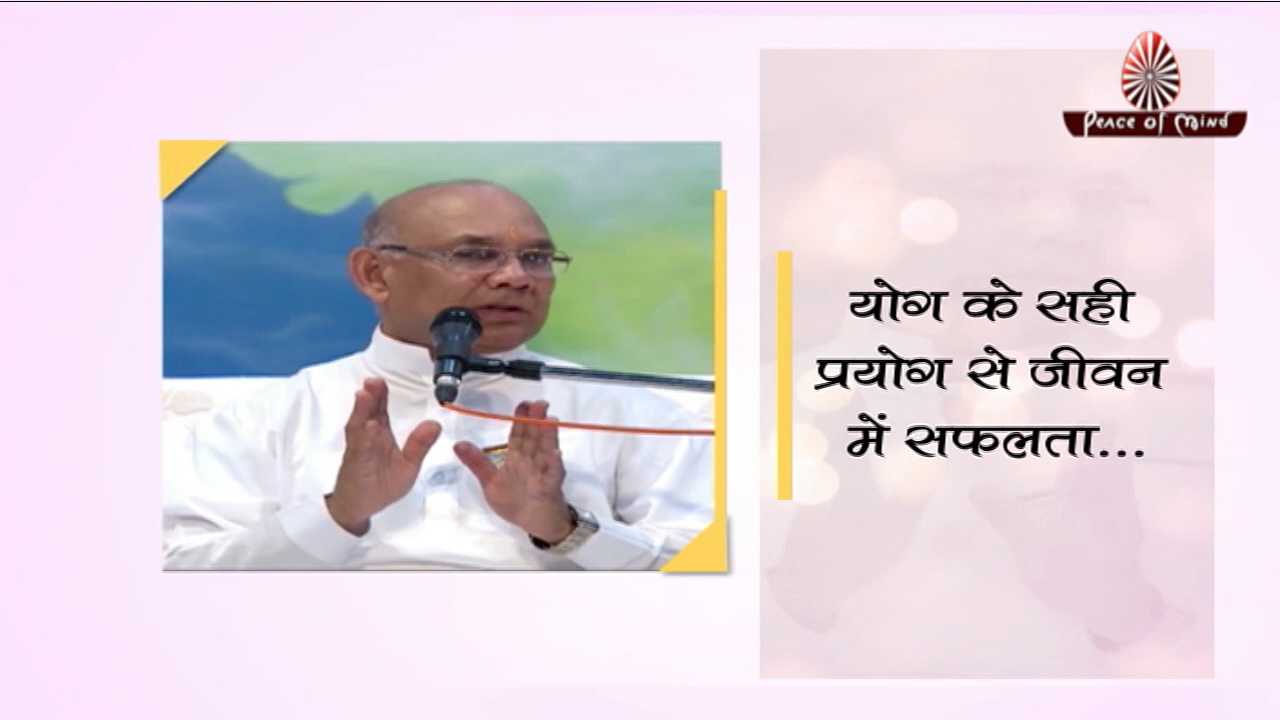 Peace of Mind
योग के सही
प्रयोग से जीवन
में सफलता...